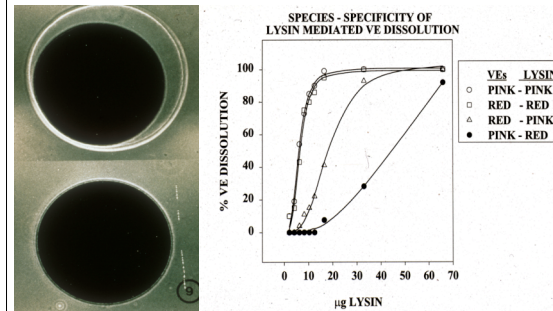 SPECIES - SPECIFICITY OF
LYSIN MEDIATED VE DISSOLUTION
% VE DISSOLUTION
100
80
60
40
20
0
0 10 20 30 40 50 60 70
µg LYSIN
VEs LYSIN
PINK - PINK
RED - RED
RED - PINK
PINK - RED